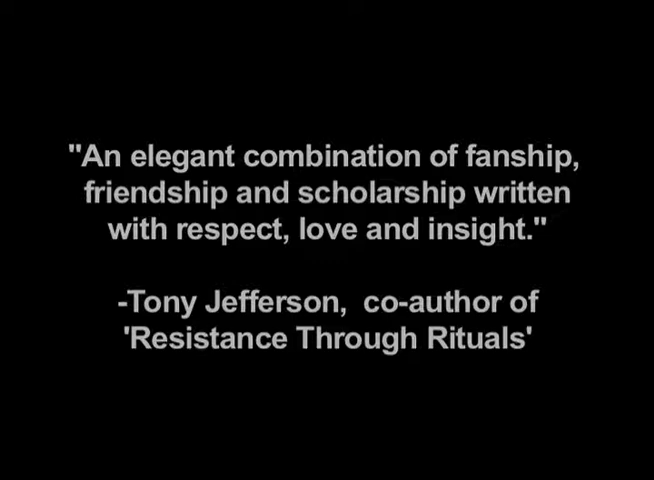 "An elegant combination of fanship,
friendship and scholarship written
with respect, love and insight."
-Tony Jefferson, co-author of
'Resistance Through Rituals'